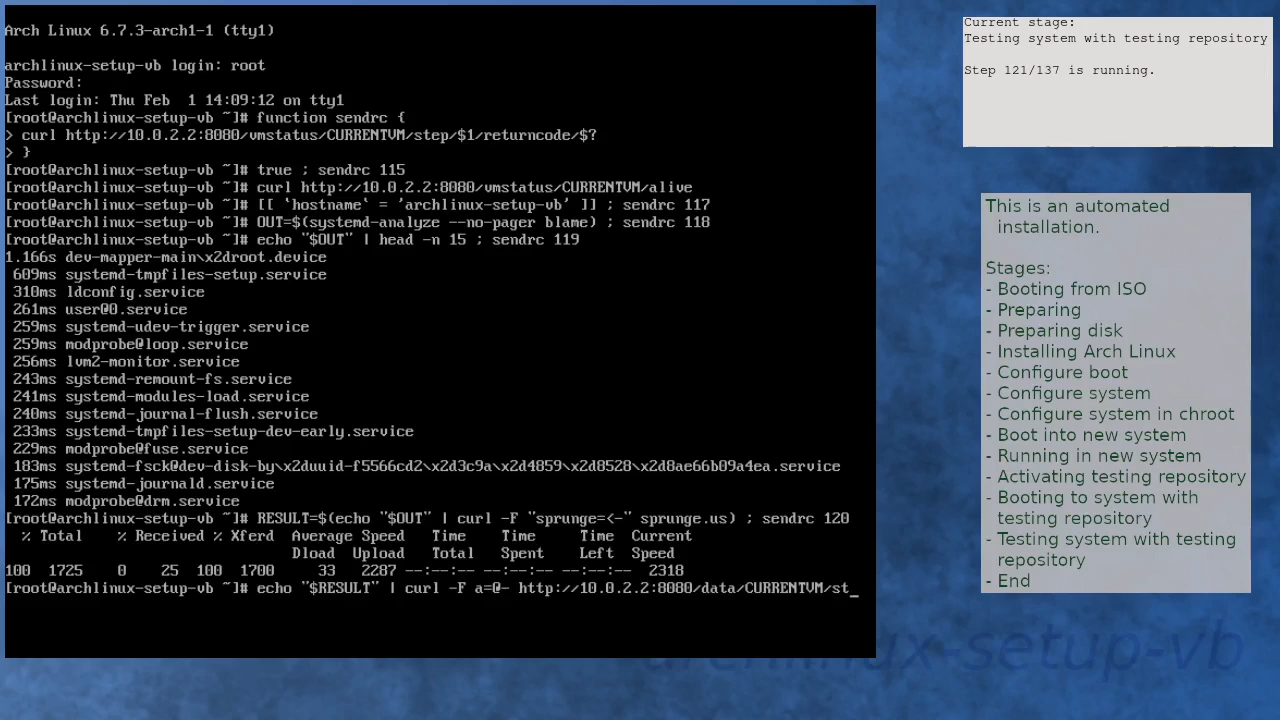 Arch Linux 6.7.3-arch1-1 (tty1)
archlinux-setup-vb login: root
Password:
Last login: Thu Feb  1 14:09:12 on tty1
[root@archlinux-setup-vb ~]# function sendrc {
> curl http://10.0.2.2:8080/vmstatus/CURRENTVM/step/$1/returncode/$?
> }
[root@archlinux-setup-vb ~]# true ; sendrc 115
[root@archlinux-setup-vb ~]# curl http://10.0.2.2:8080/vmstatus/CURRENTVM/alive
[root@archlinux-setup-vb ~]# [[ `hostname` = 'archlinux-setup-vb' ]] ; sendrc 117
[root@archlinux-setup-vb ~]# OUT=$(systemd-analyze --no-pager blame) ; sendrc 118
[root@archlinux-setup-vb ~]# echo "$OUT" | head -n 15 ; sendrc 119
1.166s dev-mapper-main\x2droot.device
609ms systemd-tmpfiles-setup.service
310ms ldconfig.service
261ms user@0.service
259ms systemd-udev-trigger.service
259ms modprobe@loop.service
256ms lvm2-monitor.service
243ms systemd-remount-fs.service
241ms systemd-modules-load.service
240ms systemd-journal-flush.service
233ms systemd-tmpfiles-setup-dev-early.service
229ms modprobe@fuse.service
183ms systemd-fsck@dev-disk-by\x2duuid-f5566cd2\x2d3c9a\x2d4859\x2d8528\x2d8ae66b09a4ea.service
175ms systemd-journald.service
172ms modprobe@drm.service
[root@archlinux-setup-vb ~]# RESULT=$(echo "$OUT" | curl -F "sprunge=<-" sprunge.us) ; sendrc 120
% Total    % Received % Xferd  Average Speed   Time    Time     Time  Current
Dload  Upload   Total   Spent    Left  Speed
100  1725    0    25  100  1700     33   2287 --:--:-- --:--:-- --:--:--  2318
[root@archlinux-setup-vb ~]# echo "$RESULT" | curl -F a=@- http://10.0.2.2:8080/data/CURRENTVM/st_
Current stage:
Testing system with testing repository
Step 121/137 is running.
This is an automated
installation.
Stages:
- Booting from ISO
- Preparing
- Preparing disk
- Installing Arch Linux
- Configure boot
- Configure system
- Configure system in chroot
- Boot into new system
- Running in new system
- Activating testing repository
- Booting to system with
testing repository
- Testing system with testing
repository
- End
archlinux-setup-vb